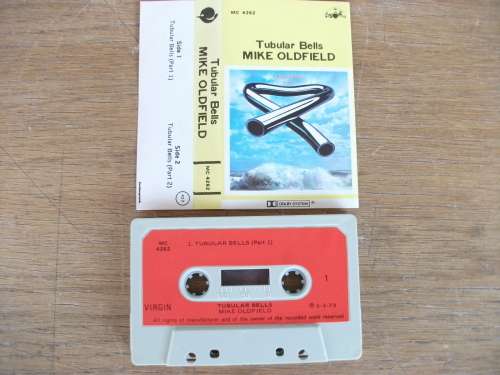 MC 4262
Tubular Bells
MIKE OLDFIELD
DOLBY SYSTEM
Tubular Bells
MIKE OLDFIELD
MC 4262
Side 1
Tubular Bells (Part 1)
Side 2
Tubular Bells (Part 2)
MC
4262
1. TUBULAR BELLS (Part 1)
1
VIRGIN
TUBULAR BELLS
MIKE OLDFIELD
All rights of manufacturer and of the owner of the recorded work reserved